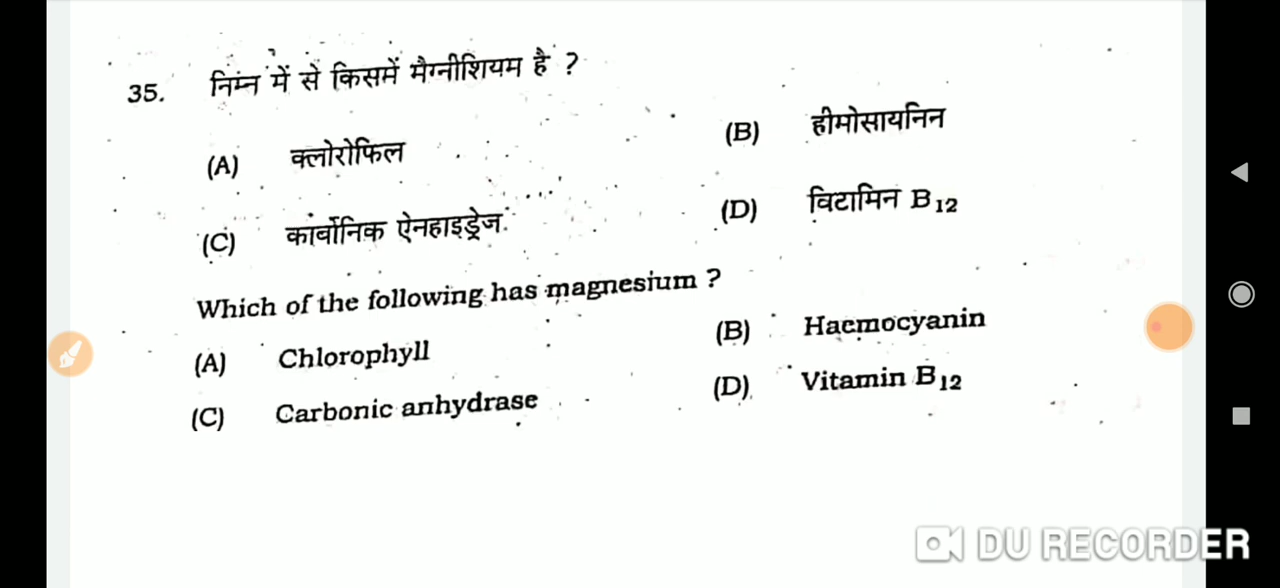 35. निम्न में से किसमें मैग्नीशियम है ?
(A) क्लोरोफिल (B) हीमोसायनिन
(C) कार्वोनिक ऐनहाइड्रेज (D) विटामिन B12
Which of the following has magnesium ?
(A) Chlorophyll (B) Haemocyanin
(C) Carbonic anhydrase (D) Vitamin B12
DU RECORDER